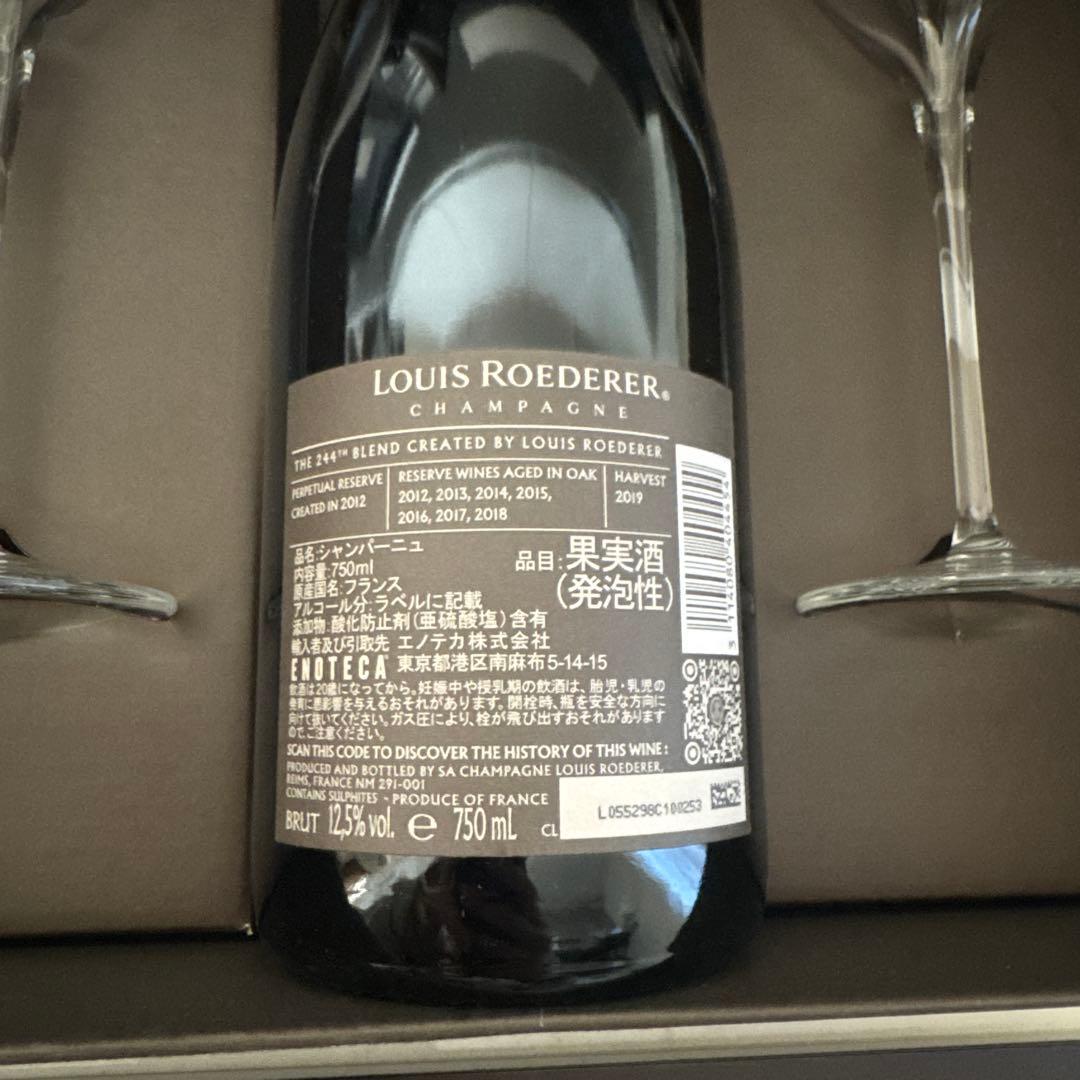 LOUIS ROEDERER®
CHAMPAGNE
THE 244TH BLEND CREATED BY LOUIS ROEDERER
PERPETUAL RESERVE
CREATED IN 2012
RESERVE WINES AGED IN OAK
2012, 2013, 2014, 2015,
2016, 2017, 2018
HARVEST
2019
品名:シャンパーニュ
内容量:750ml
原産国名:フランス
アルコール分:ラベルに記載
品目:果実酒
(発泡性)
添加物:酸化防止剤(亜硫酸塩)含有
輸入者及び引取先 エノテカ株式会社
ENOTECA 東京都港区南麻布5-14-15
飲酒は20歳になってから。妊娠中や授乳期の飲酒は、胎児・乳児の
発育に悪影響を与えるおそれがあります。開栓時、瓶を安全な方向に
向けて抜いてください。ガス圧により、栓が飛び出すおそれがあります
ので、ご注意ください。
SCAN THIS CODE TO DISCOVER THE HISTORY OF THIS WINE:
PRODUCED AND BOTTLED BY SA CHAMPAGNE LOUIS ROEDERER,
REIMS, FRANCE NM 291-001
CONTAINS SULPHITES - PRODUCE OF FRANCE
BRUT 12,5% vol. e 750 mL CL
L055298C100253
3 114080 404454